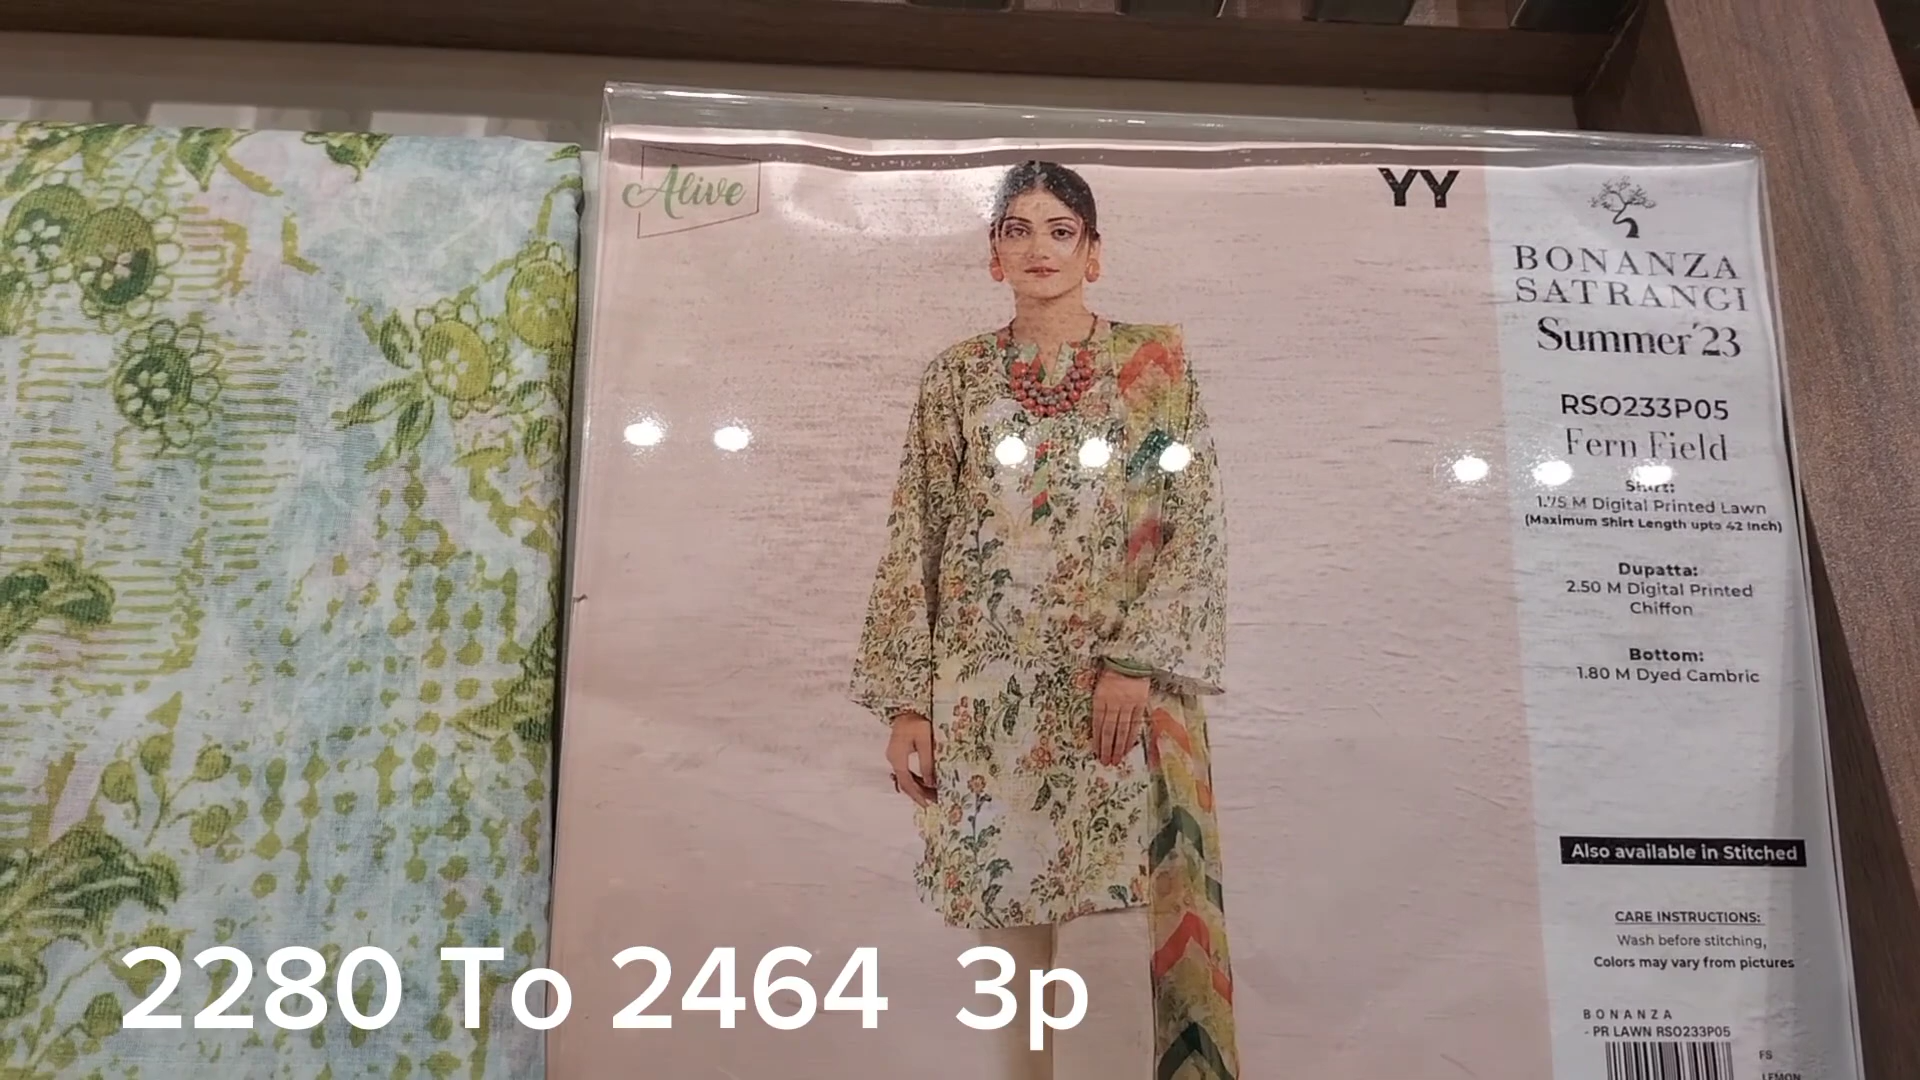 Alive
YY
BONANZA
SATRANGI
Summer'23
RSO233P05
Fern Field
Shirt:
1.75 M Digital Printed Lawn
(Maximum Shirt Length upto 42 Inch)
Dupatta:
2.50 M Digital Printed
Chiffon
Bottom:
1.80 M Dyed Cambric
Also available in Stitched
CARE INSTRUCTIONS:
Wash before stitching,
Colors may vary from pictures
BONANZA
- PR LAWN RSO233P05
FS
LEMON
2280 To 2464 3p